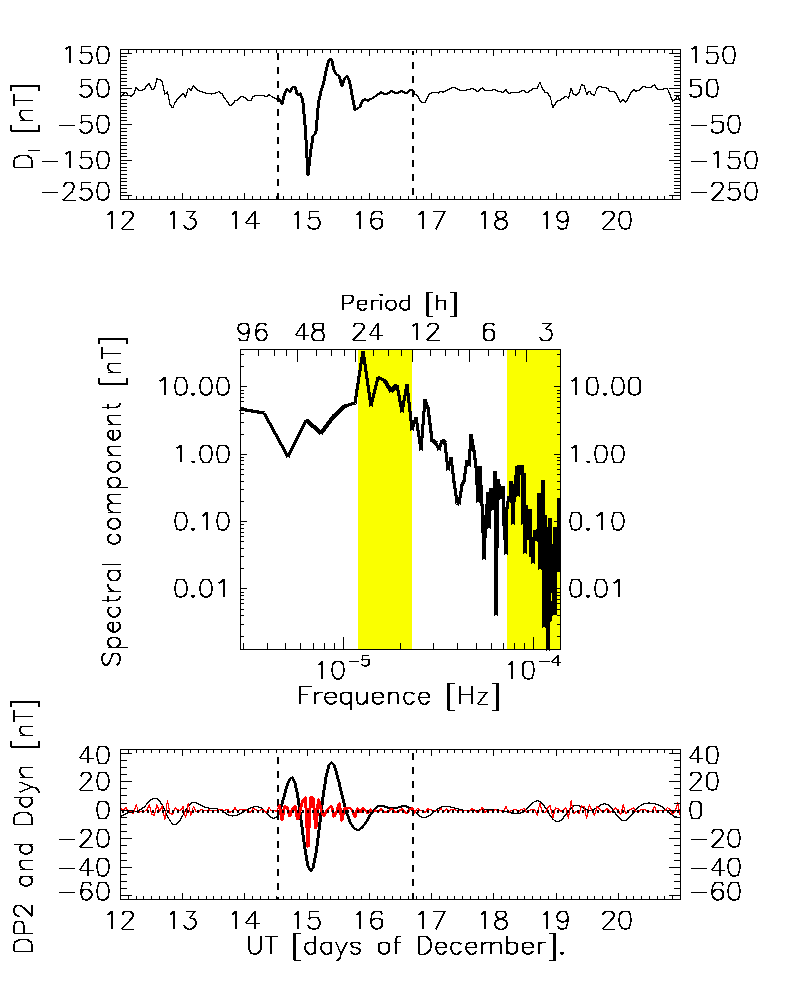 150 150
50 50
−50 −50
−150 −150
−250 −250
D_I [nT]
12 13 14 15 16 17 18 19 20
Period [h]
96 48 24 12 6 3
10.00 10.00
1.00 1.00
0.10 0.10
0.01 0.01
Spectral component [nT]
10⁻⁵ 10⁻⁴
Frequence [Hz]
40 40
20 20
0 0
−20 −20
−40 −40
−60 −60
DP2 and Ddyn [nT]
12 13 14 15 16 17 18 19 20
UT [days of December].